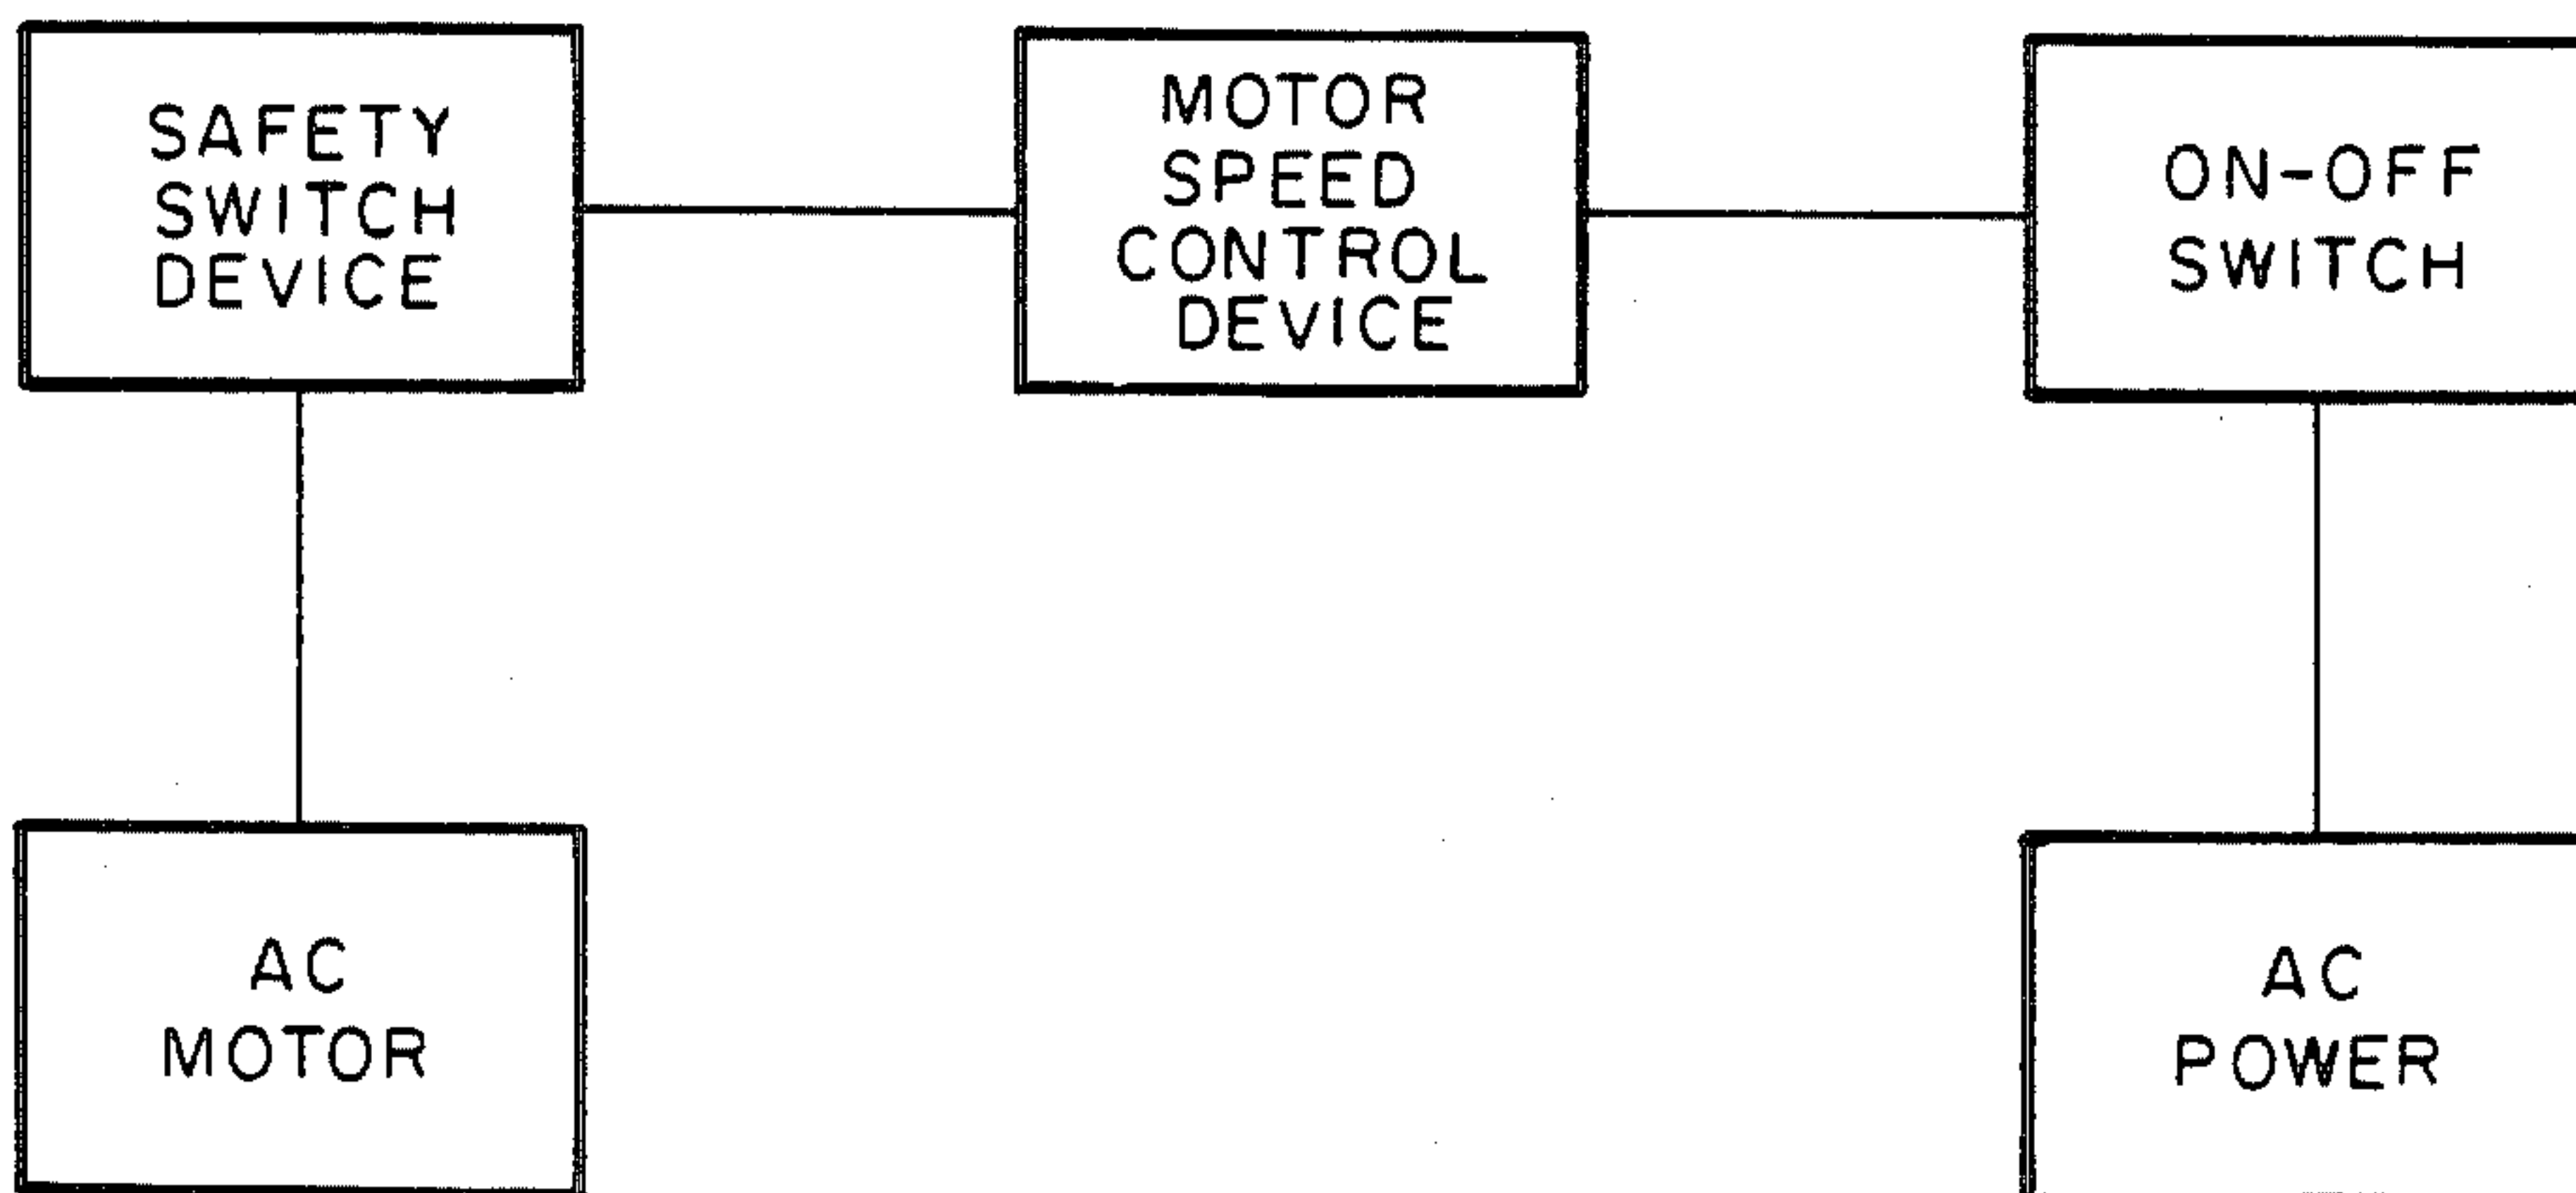 SAFETY
SWITCH
DEVICE
MOTOR
SPEED
CONTROL
DEVICE
ON-OFF
SWITCH
AC
MOTOR
AC
POWER